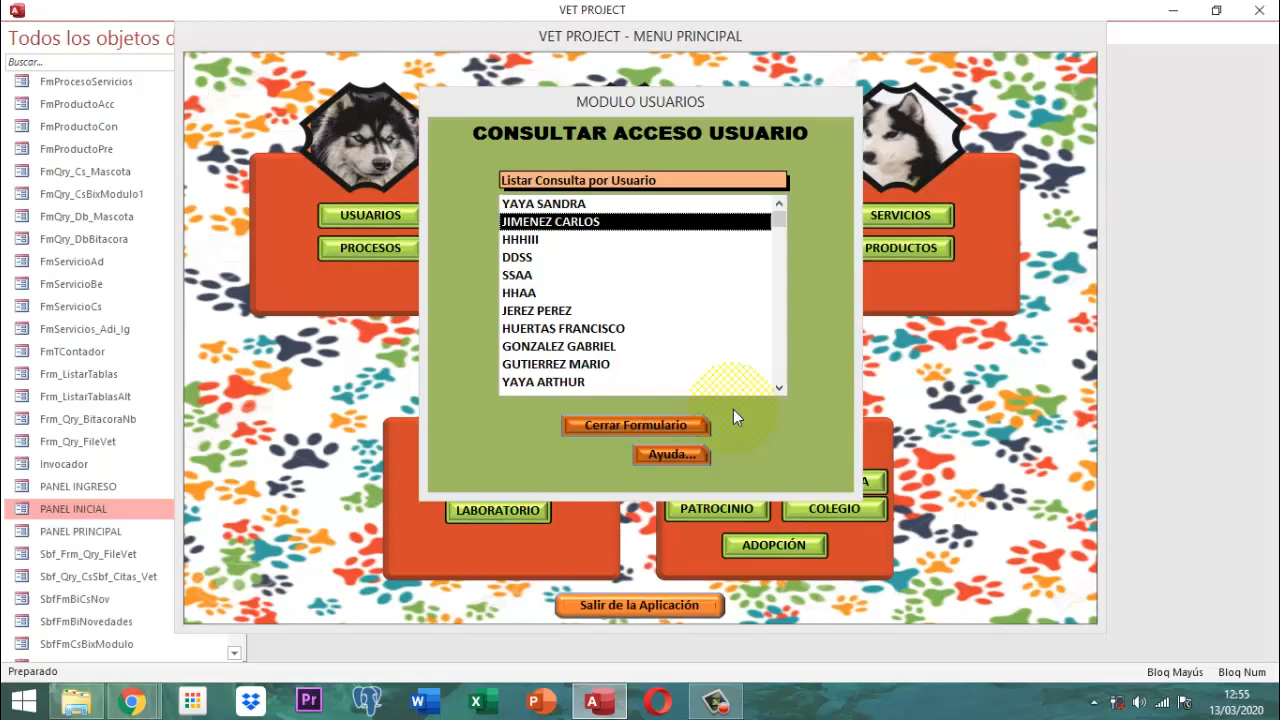 VET PROJECT
Todos los objetos d
Buscar...
FmProcesoServicios
FmProductoAcc
FmProductoCon
FmProductoPre
FmQry_Cs_Mascota
FmQry_CsBixModulo1
FmQry_Db_Mascota
FmQry_DbBitacora
FmServicioAd
FmServicioBe
FmServicioCs
FmServicios_Adi_Ig
FmTContador
Frm_ListarTablas
Frm_ListarTablasAlt
Frm_Qry_BitacoraNb
Frm_Qry_FileVet
Invocador
PANEL INGRESO
PANEL INICIAL
PANEL PRINCIPAL
Sbf_Frm_Qry_FileVet
Sbf_Qry_CsSbf_Citas_Vet
SbfFmBiCsNov
SbfFmBiNovedades
SbfFmCsBixModulo
VET PROJECT - MENU PRINCIPAL
USUARIOS
PROCESOS
SERVICIOS
PRODUCTOS
MODULO USUARIOS
CONSULTAR ACCESO USUARIO
Listar Consulta por Usuario
YAYA SANDRA
JIMENEZ CARLOS
HHHIII
DDSS
SSAA
HHAA
JEREZ PEREZ
HUERTAS FRANCISCO
GONZALEZ GABRIEL
GUTIERREZ MARIO
YAYA ARTHUR
Cerrar Formulario
Ayuda...
A
LABORATORIO
PATROCINIO
COLEGIO
ADOPCIÓN
Salir de la Aplicación
Preparado
Bloq Mayús
Bloq Num
Pr
W
X
P
A
12:55
13/03/2020